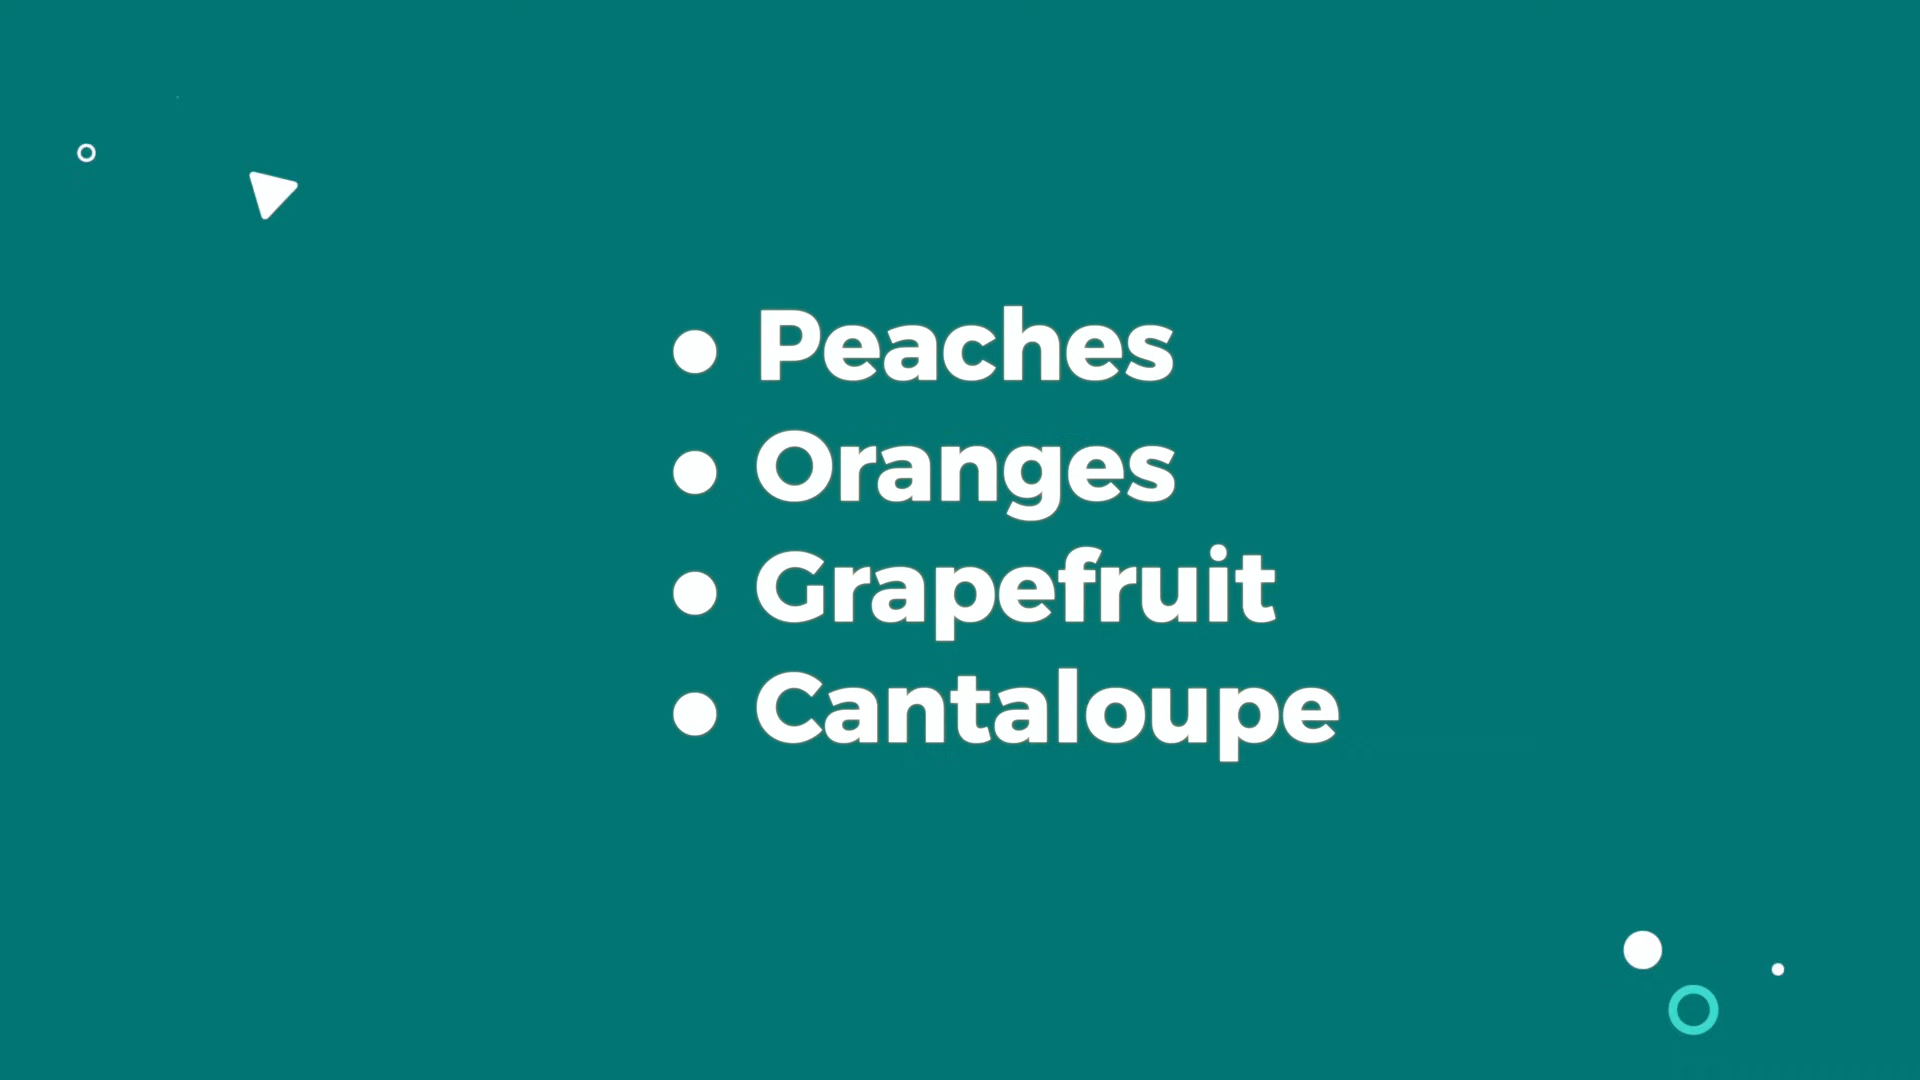 • Peaches
• Oranges
• Grapefruit
• Cantaloupe